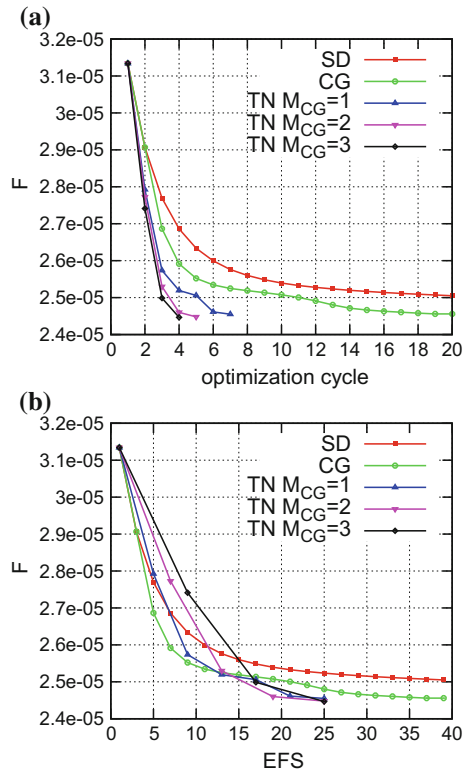 (a)
3.2e-05
3.1e-05
3e-05
2.9e-05
2.8e-05
2.7e-05
2.6e-05
2.5e-05
2.4e-05
F
SD
CG
TN M_CG=1
TN M_CG=2
TN M_CG=3
0 2 4 6 8 10 12 14 16 18 20
optimization cycle
(b)
3.2e-05
3.1e-05
3e-05
2.9e-05
2.8e-05
2.7e-05
2.6e-05
2.5e-05
2.4e-05
F
SD
CG
TN M_CG=1
TN M_CG=2
TN M_CG=3
0 5 10 15 20 25 30 35 40
EFS